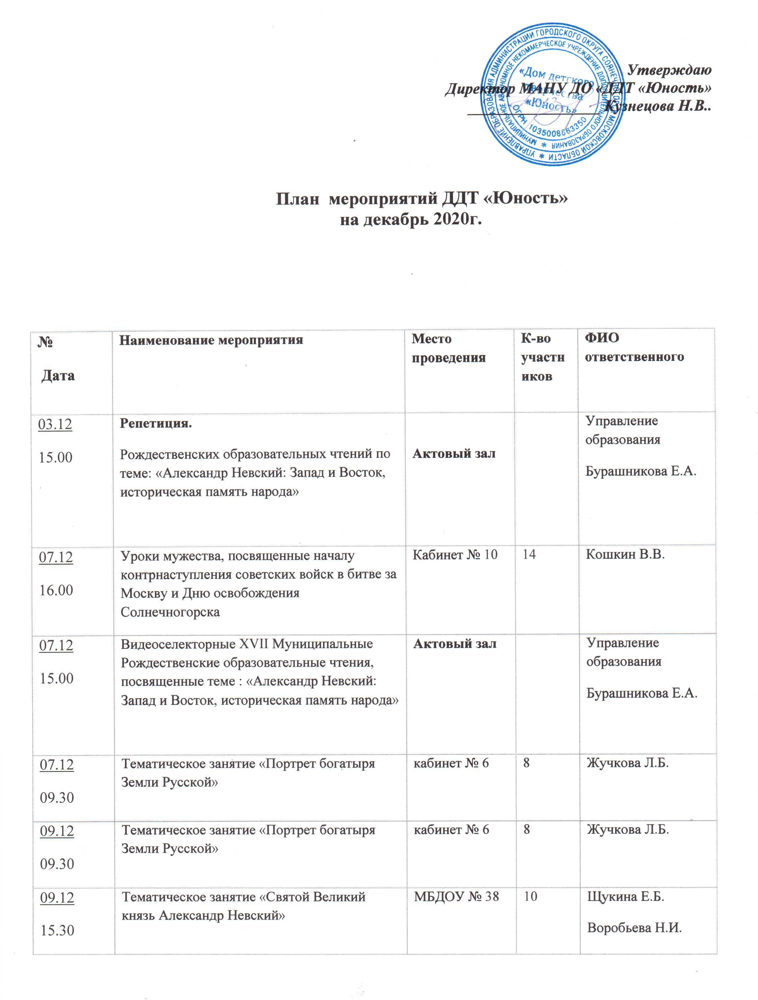 УПРАВЛЕНИЕ ОБРАЗОВАНИЯ АДМИНИСТРАЦИИ ГОРОДСКОГО ОКРУГА СОЛНЕЧНОГОРСК МОСКОВСКОЙ ОБЛАСТИ *
МУНИЦИПАЛЬНОЕ АВТОНОМНОЕ НЕКОММЕРЧЕСКОЕ УЧРЕЖДЕНИЕ ДОПОЛНИТЕЛЬНОГО ОБРАЗОВАНИЯ *
«Дом детского
творчества
«Юность»
ОГРН 1035008863350
Утверждаю
Директор МАНУ ДО «ДДТ «Юность»
Кузнецова Н.В..
План мероприятий ДДТ «Юность»
на декабрь 2020г.
№
Дата
Наименование мероприятия
Место
проведения
К-во
участн
иков
ФИО
ответственного
03.12
15.00
Репетиция.
Рождественских образовательных чтений по
теме: «Александр Невский: Запад и Восток,
историческая память народа»
Актовый зал
Управление
образования
Бурашникова Е.А.
07.12
16.00
Уроки мужества, посвященные началу
контрнаступления советских войск в битве за
Москву и Дню освобождения
Солнечногорска
Кабинет № 10
14
Кошкин В.В.
07.12
15.00
Видеоселекторные XVII Муниципальные
Рождественские образовательные чтения,
посвященные теме : «Александр Невский:
Запад и Восток, историческая память народа»
Актовый зал
Управление
образования
Бурашникова Е.А.
07.12
09.30
Тематическое занятие «Портрет богатыря
Земли Русской»
кабинет № 6
8
Жучкова Л.Б.
09.12
09.30
Тематическое занятие «Портрет богатыря
Земли Русской»
кабинет № 6
8
Жучкова Л.Б.
09.12
15.30
Тематическое занятие «Святой Великий
князь Александр Невский»
МБДОУ № 38
10
Щукина Е.Б.
Воробьева Н.И.